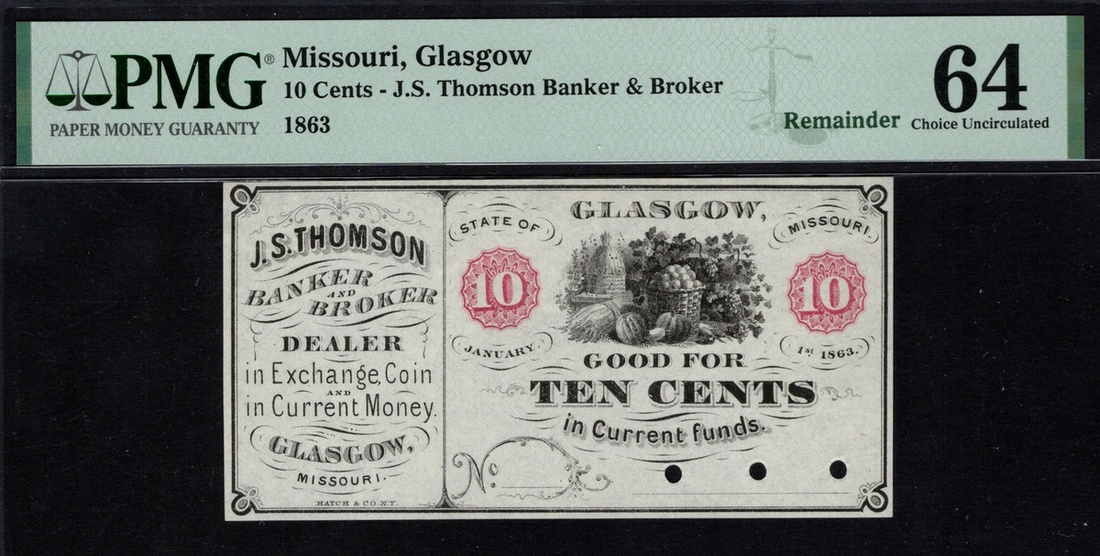 PMG®
PAPER MONEY GUARANTY
Missouri, Glasgow
10 Cents - J.S. Thomson Banker & Broker
1863
Remainder
64
Choice Uncirculated
J.S. THOMSON
BANKER
AND
BROKER
DEALER
in Exchange, Coin
AND
in Current Money.
GLASGOW,
MISSOURI.
HATCH & CO. N.Y.
GLASGOW,
STATE OF
MISSOURI.
10
10
JANUARY
1st 1863.
GOOD FOR
TEN CENTS
in Current funds.
No